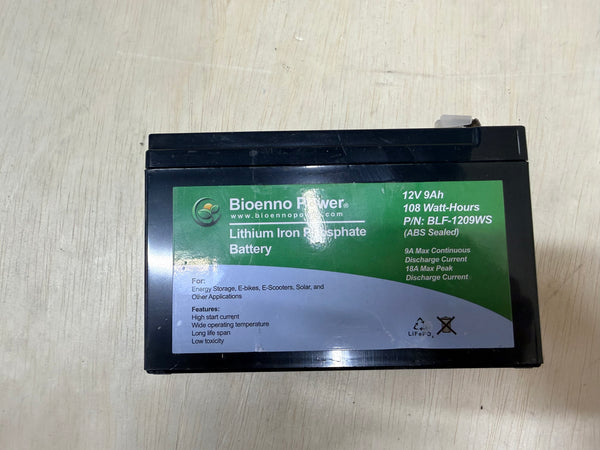 Bioenno Power®
www.bioennopower.com
Lithium Iron Phosphate
Battery
12V 9Ah
108 Watt-Hours
P/N: BLF-1209WS
(ABS Sealed)
9A Max Continuous
Discharge Current
18A Max Peak
Discharge Current
For:
Energy Storage, E-bikes, E-Scooters, Solar, and
Other Applications
Features:
High start current
Wide operating temperature
Long life span
Low toxicity
LiFePO₄